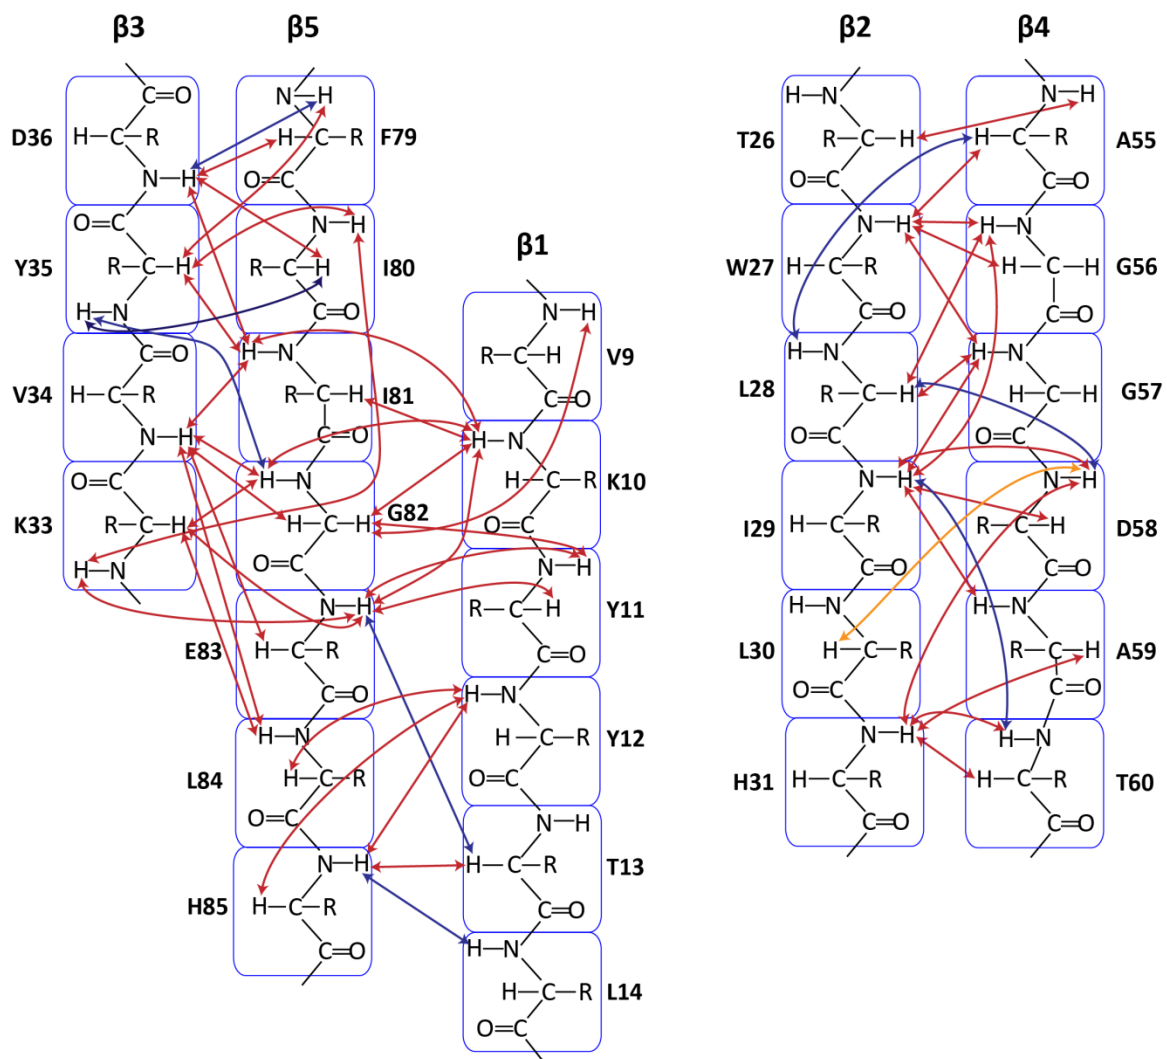 β3
C=O
D36 H–C–R
N–H
O=C
Y35 R–C–H
H–N
C=O
V34 H–C–R
N–H
O=C
K33 R–C–H
H–N
β5
N–H
H–C–R F79
O=C
N–H
R–C–H I80
C=O
H–N
R–C–H I81
C=O
H–N
H–C–H G82
O=C
N–H
E83 H–C–R
C=O
H–N
L84 H–C–R
O=C
N–H
H85 H–C–R
C=O
β1
N–H
R–C–H V9
C=O
H–N
H–C–R K10
O=C
N–H
R–C–H Y11
C=O
H–N
H–C–R Y12
O=C
N–H
H–C–R T13
C=O
H–N
H–C–R L14
O=C
β2
H–N
T26 R–C–H
O=C
N–H
W27 H–C–R
C=O
H–N
L28 R–C–H
O=C
N–H
I29 H–C–R
C=O
H–N
L30 H–C–R
O=C
N–H
H31 H–C–R
C=O
β4
N–H
H–C–R A55
C=O
H–N
H–C–H G56
C=O
H–N
H–C–H G57
O=C
N–H
R–C–H D58
C=O
H–N
R–C–H A59
C=O
H–N
H–C–R T60
C=O